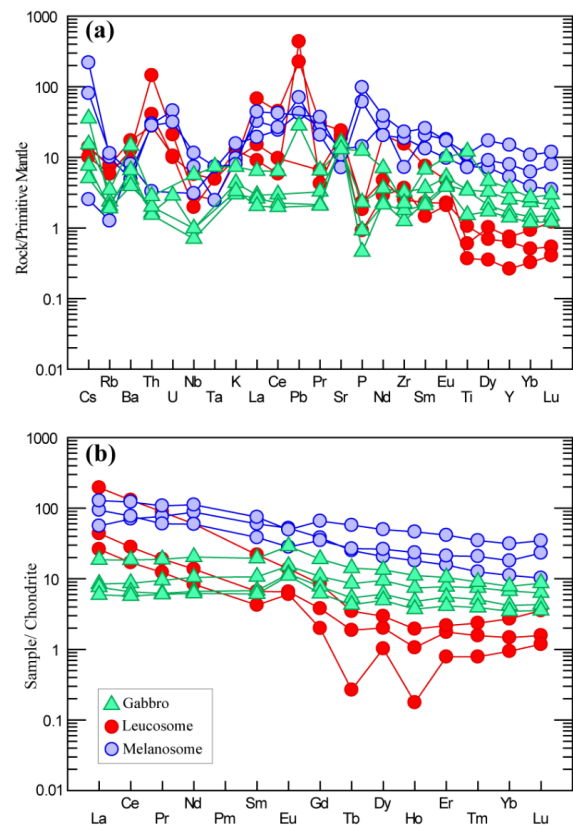 1000
(a)
100
10
1
0.1
0.01
Rock/Primitive Mantle
Rb Th Nb K Ce Pr P Zr Eu Dy Yb
Cs Ba U Ta La Pb Sr Nd Sm Ti Y Lu
1000
(b)
100
10
1
0.1
0.01
Sample/ Chondrite
Gabbro
Leucosome
Melanosome
Ce Nd Sm Gd Dy Er Yb
La Pr Pm Eu Tb Ho Tm Lu